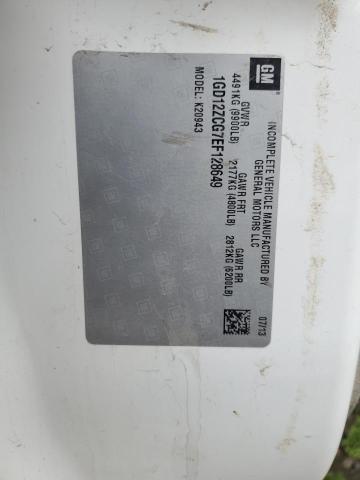 GM
INCOMPLETE VEHICLE MANUFACTURED BY
GENERAL MOTORS LLC
07/13
GVWR GAWR FRT GAWR RR
4491KG (9900LB) 2177KG (4800LB) 2812KG (6200LB)
1GD12ZCG7EF128649
MODEL: K20943